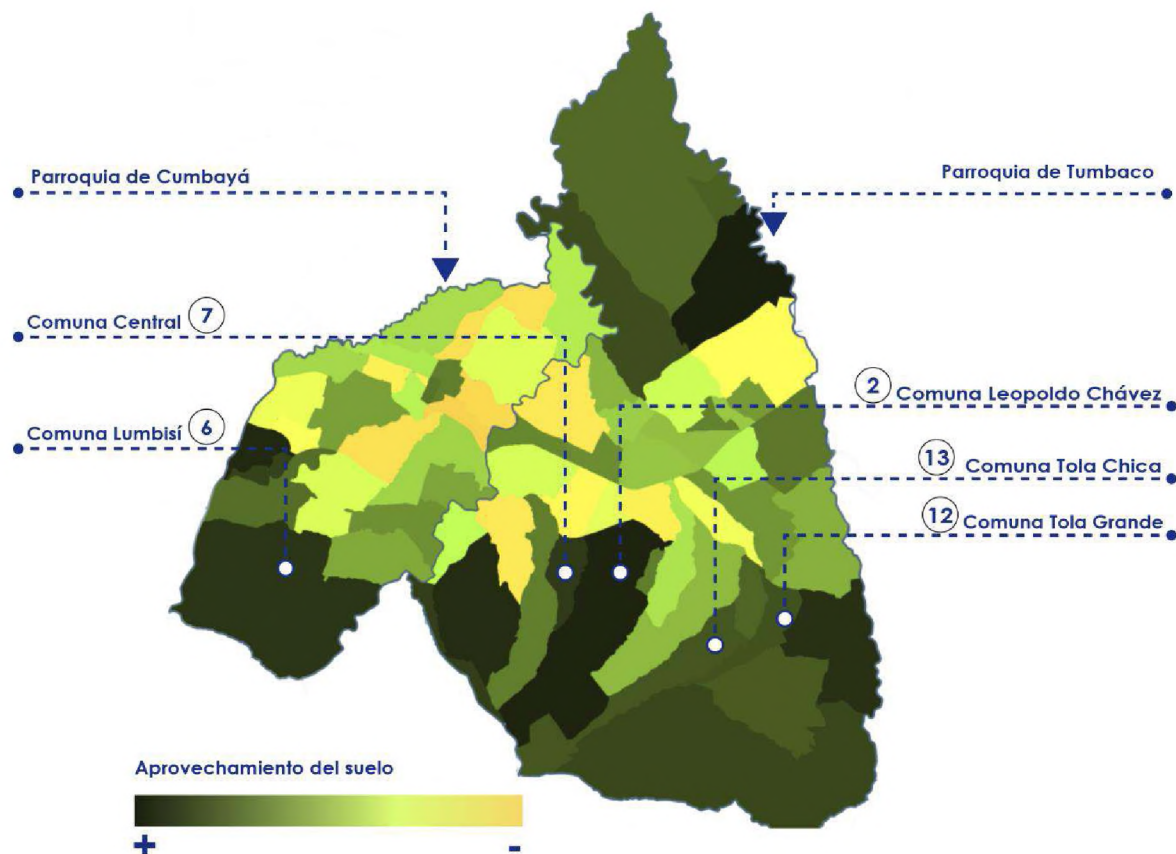 Parroquia de Cumbayá
Parroquia de Tumbaco
Comuna Central 7
2 Comuna Leopoldo Chávez
Comuna Lumbisí 6
13 Comuna Tola Chica
12 Comuna Tola Grande
Aprovechamiento del suelo
+ -